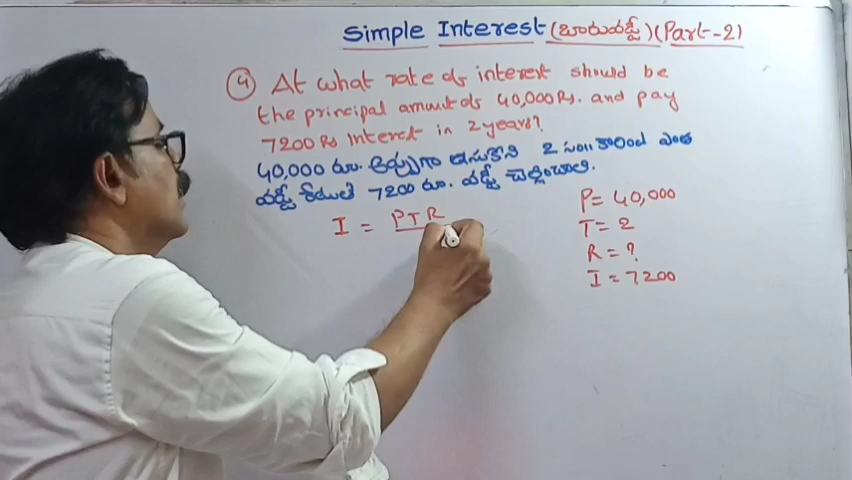 Simple Interest (బారువడ్డీ) (Part-2)
④ At what rate of interest should be
the principal amount of 40,000 Rs. and pay
7200 Rs interest in 2 years?
40,000 రూ. అప్పుగా తీసుకొని 2 సం॥ కాలంలో ఎంత
వడ్డీ రేటుతో 7200 రూ. వడ్డీ చెల్లించాలి.
I = PTR
P = 40,000
T = 2
R = ?
I = 7200